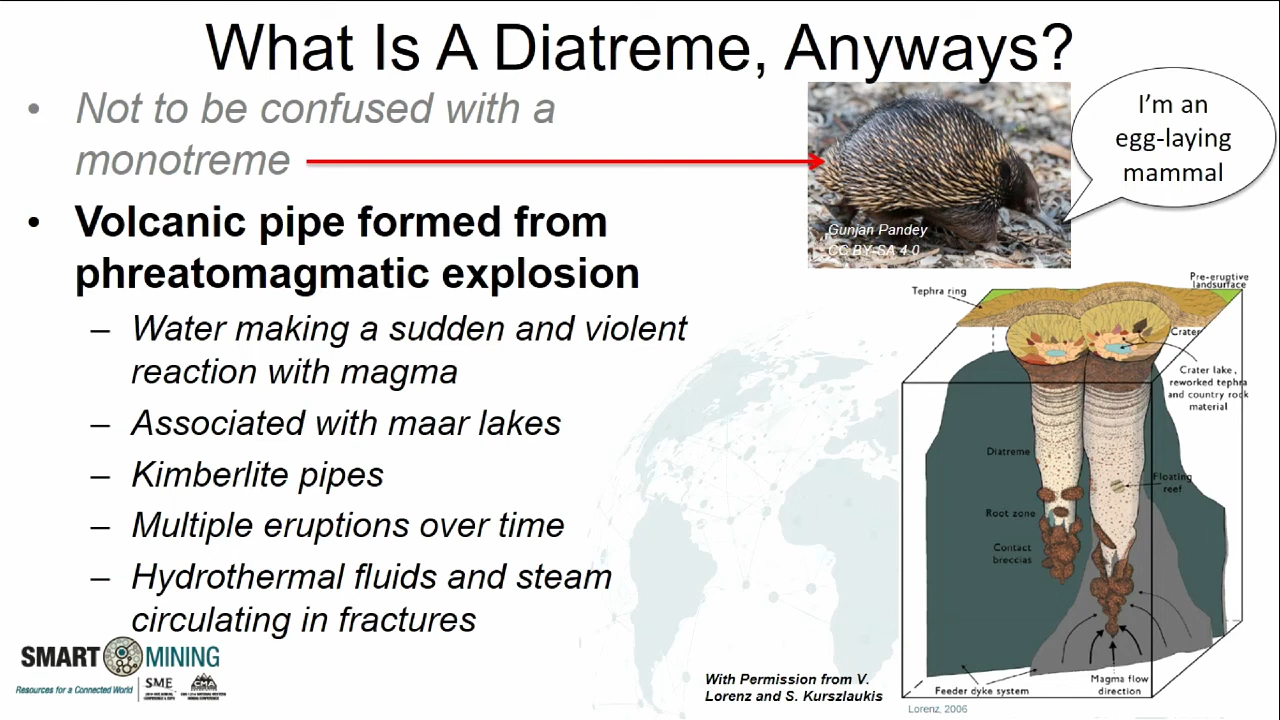 What Is A Diatreme, Anyways?
• Not to be confused with a
monotreme
I'm an
egg-laying
mammal
Gunjan Pandey
CC BY-SA 4.0
• Volcanic pipe formed from
phreatomagmatic explosion
– Water making a sudden and violent
reaction with magma
– Associated with maar lakes
– Kimberlite pipes
– Multiple eruptions over time
– Hydrothermal fluids and steam
circulating in fractures
Tephra ring
Pre-eruptive
landsurface
Crater
Crater lake,
reworked tephra
and country rock
material
Diatreme
Floating
reef
Root zone
Contact
breccias
Feeder dyke system
Magma flow
direction
Lorenz, 2006
With Permission from V.
Lorenz and S. Kurszlaukis
SMART MINING
Resources for a Connected World
SME
CMA